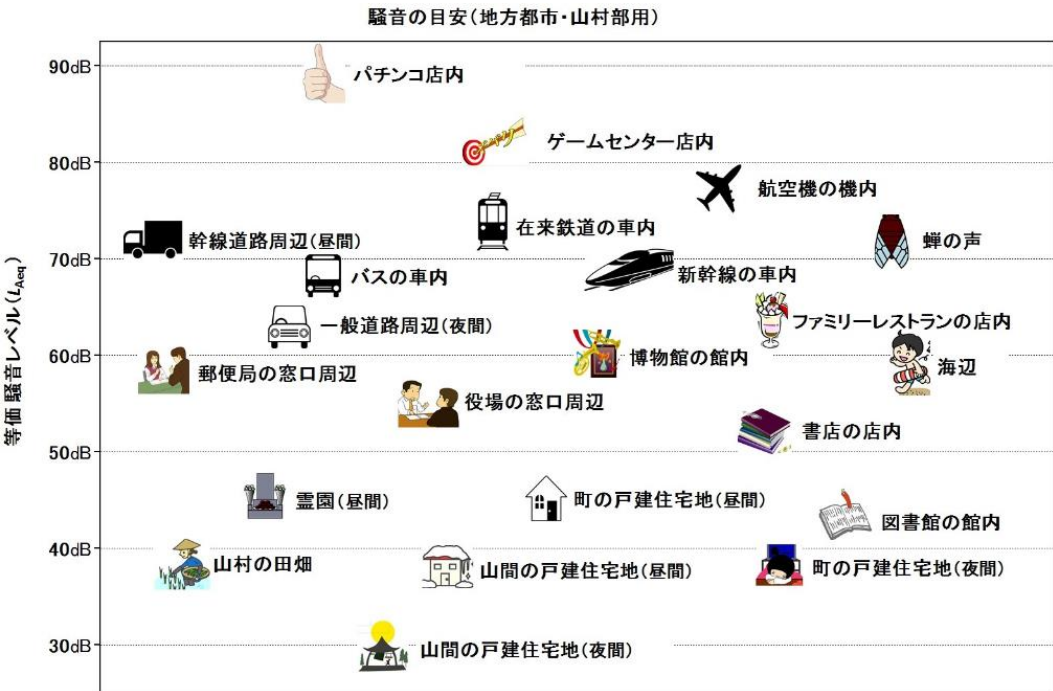 騒音の目安(地方都市・山村部用)
90dB
パチンコ店内
ゲームセンター店内
80dB
航空機の機内
在来鉄道の車内
幹線道路周辺(昼間)
蝉の声
70dB
バスの車内
新幹線の車内
一般道路周辺(夜間)
ファミリーレストランの店内
60dB
郵便局の窓口周辺
博物館の館内
海辺
役場の窓口周辺
書店の店内
50dB
霊園(昼間)
町の戸建住宅地(昼間)
図書館の館内
40dB
山村の田畑
山間の戸建住宅地(昼間)
町の戸建住宅地(夜間)
30dB
山間の戸建住宅地(夜間)
等価騒音レベル(LAeq)